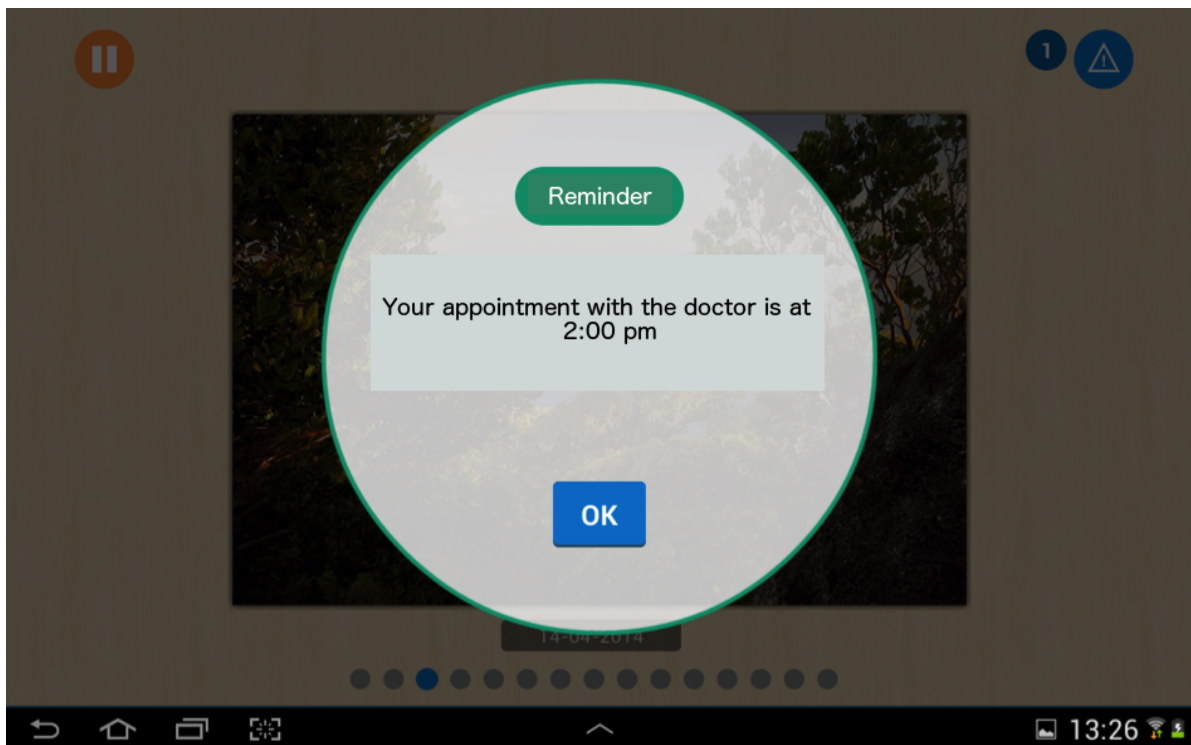 1
Reminder
Your appointment with the doctor is at
2:00 pm
OK
14-04-2014
13:26